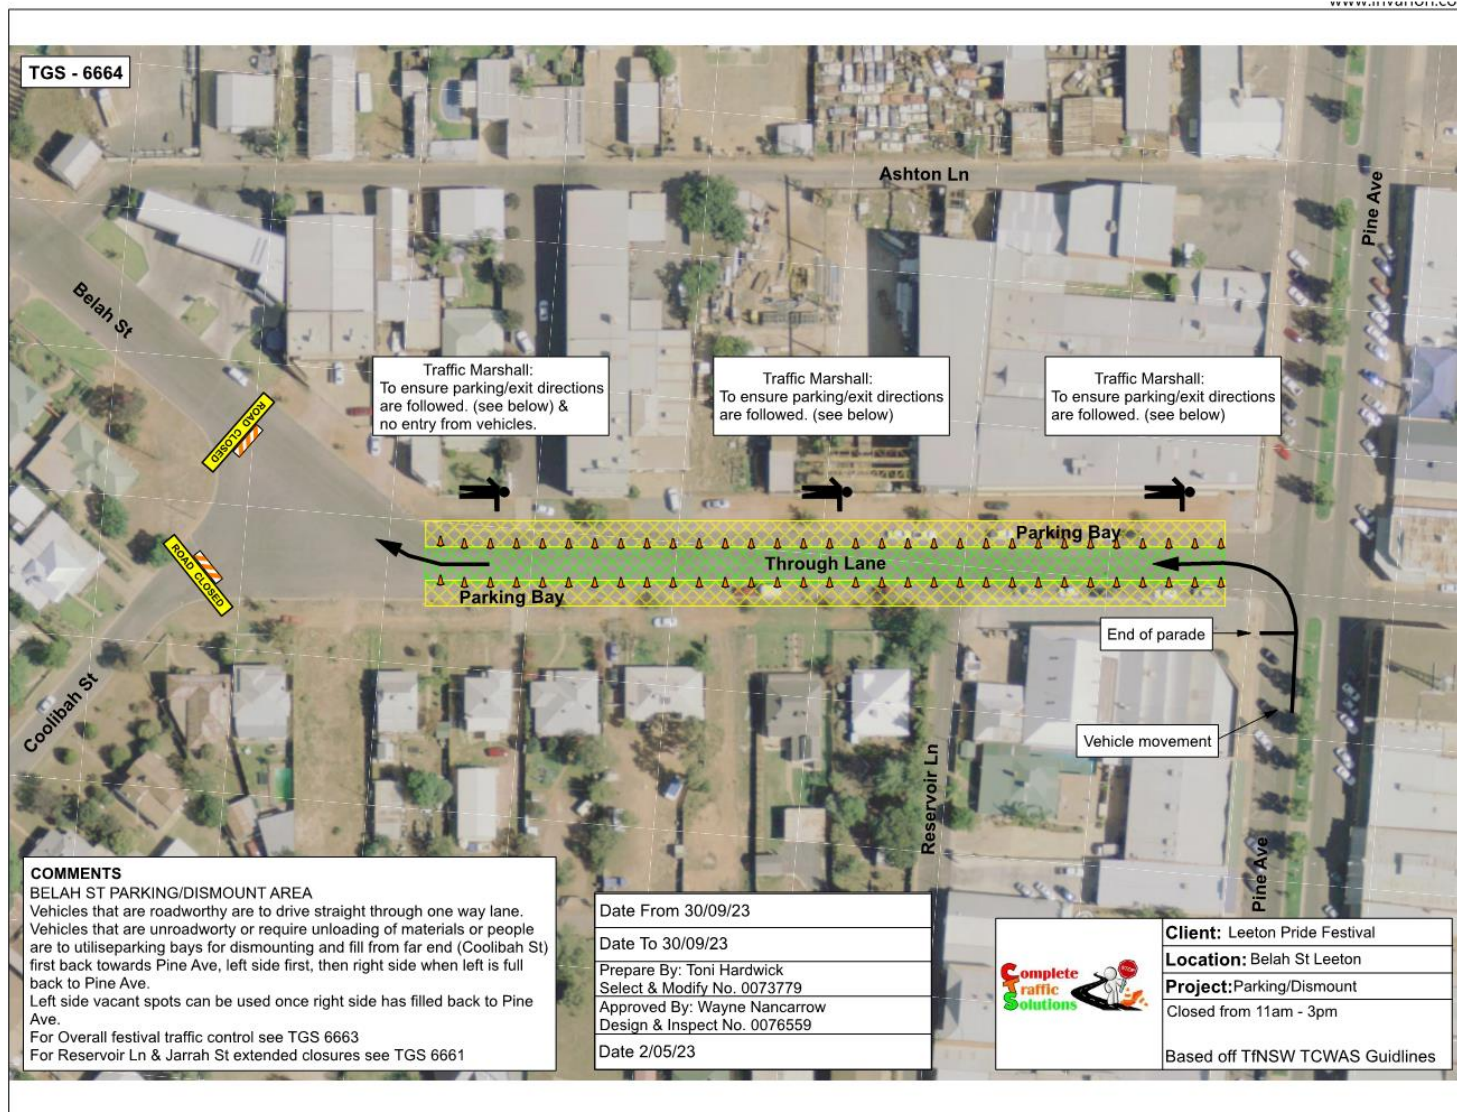 TGS - 6664
Ashton Ln
Pine Ave
Belah St
Traffic Marshall:
To ensure parking/exit directions
are followed. (see below) &
no entry from vehicles.
Traffic Marshall:
To ensure parking/exit directions
are followed. (see below)
Traffic Marshall:
To ensure parking/exit directions
are followed. (see below)
ROAD CLOSED
ROAD CLOSED
Parking Bay
Through Lane
Parking Bay
End of parade
Vehicle movement
Coolibah St
Reservoir Ln
Pine Ave
COMMENTS
BELAH ST PARKING/DISMOUNT AREA
Vehicles that are roadworthy are to drive straight through one way lane.
Vehicles that are unroadworty or require unloading of materials or people
are to utiliseparking bays for dismounting and fill from far end (Coolibah St)
first back towards Pine Ave, left side first, then right side when left is full
back to Pine Ave.
Left side vacant spots can be used once right side has filled back to Pine
Ave.
For Overall festival traffic control see TGS 6663
For Reservoir Ln & Jarrah St extended closures see TGS 6661
Date From 30/09/23
Date To 30/09/23
Prepare By: Toni Hardwick
Select & Modify No. 0073779
Approved By: Wayne Nancarrow
Design & Inspect No. 0076559
Date 2/05/23
Complete
Traffic
Solutions
STOP
Client: Leeton Pride Festival
Location: Belah St Leeton
Project:Parking/Dismount
Closed from 11am - 3pm
Based off TfNSW TCWAS Guidlines